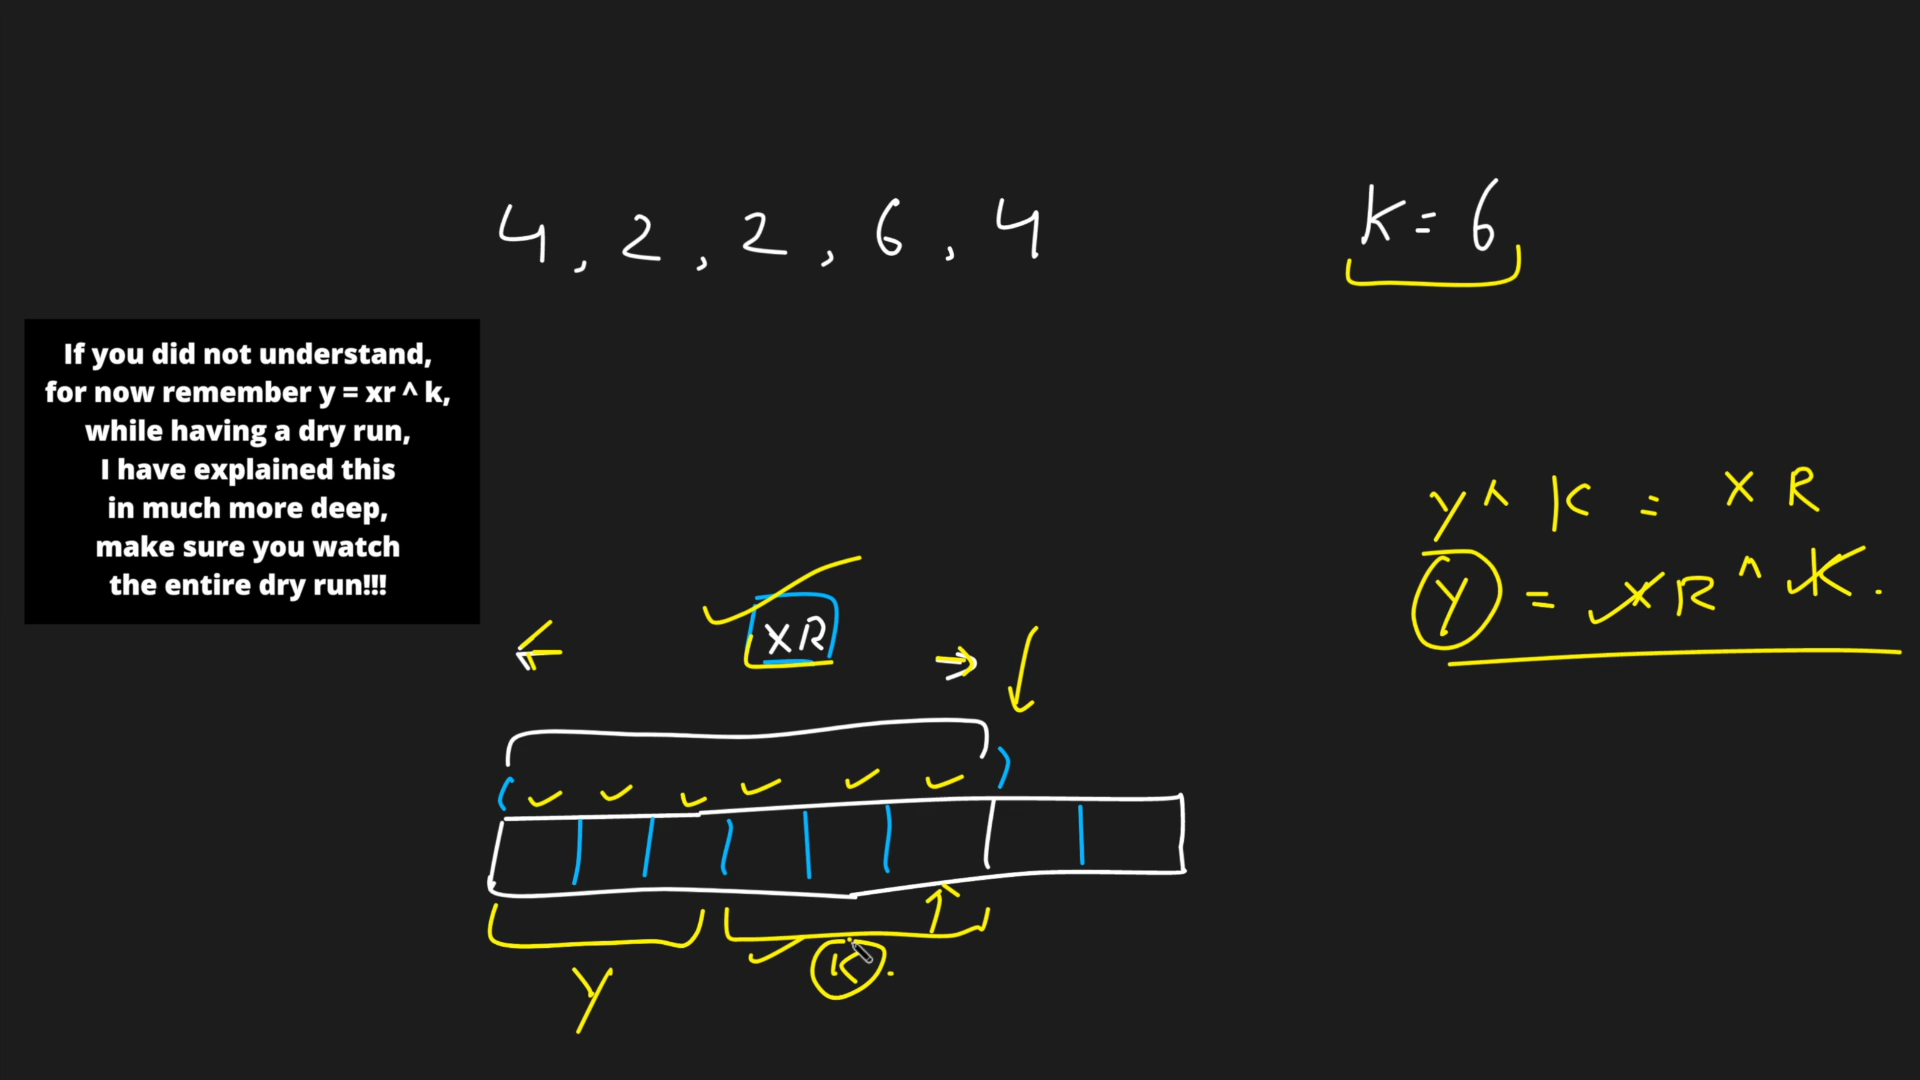 4, 2, 2, 6, 4
K = 6
If you did not understand,
for now remember y = xr ^ k,
while having a dry run,
I have explained this
in much more deep,
make sure you watch
the entire dry run!!!
y ^ K = XR
Y = XR ^ K.
XR
Y
K.